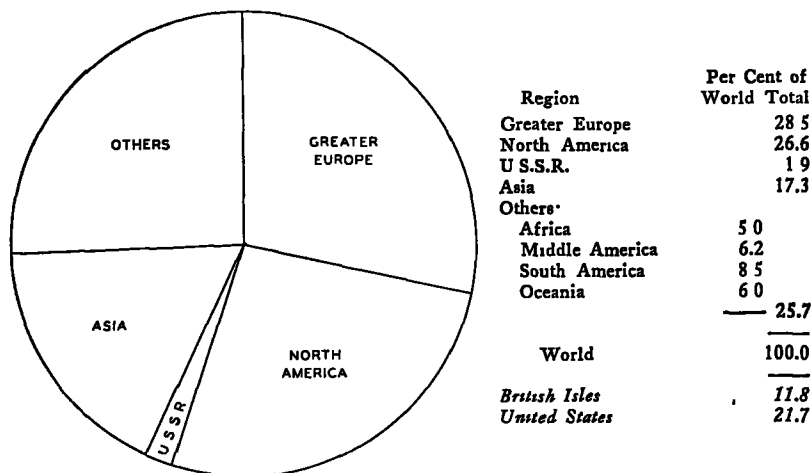 OTHERS
GREATER
EUROPE
ASIA
NORTH
AMERICA
USSR
Per Cent of
Region World Total
Greater Europe 28 5
North America 26.6
U S.S.R. 1 9
Asia 17.3
Others·
Africa 5 0
Middle America 6.2
South America 8 5
Oceania 6 0
25.7
World 100.0
British Isles 11.8
United States 21.7